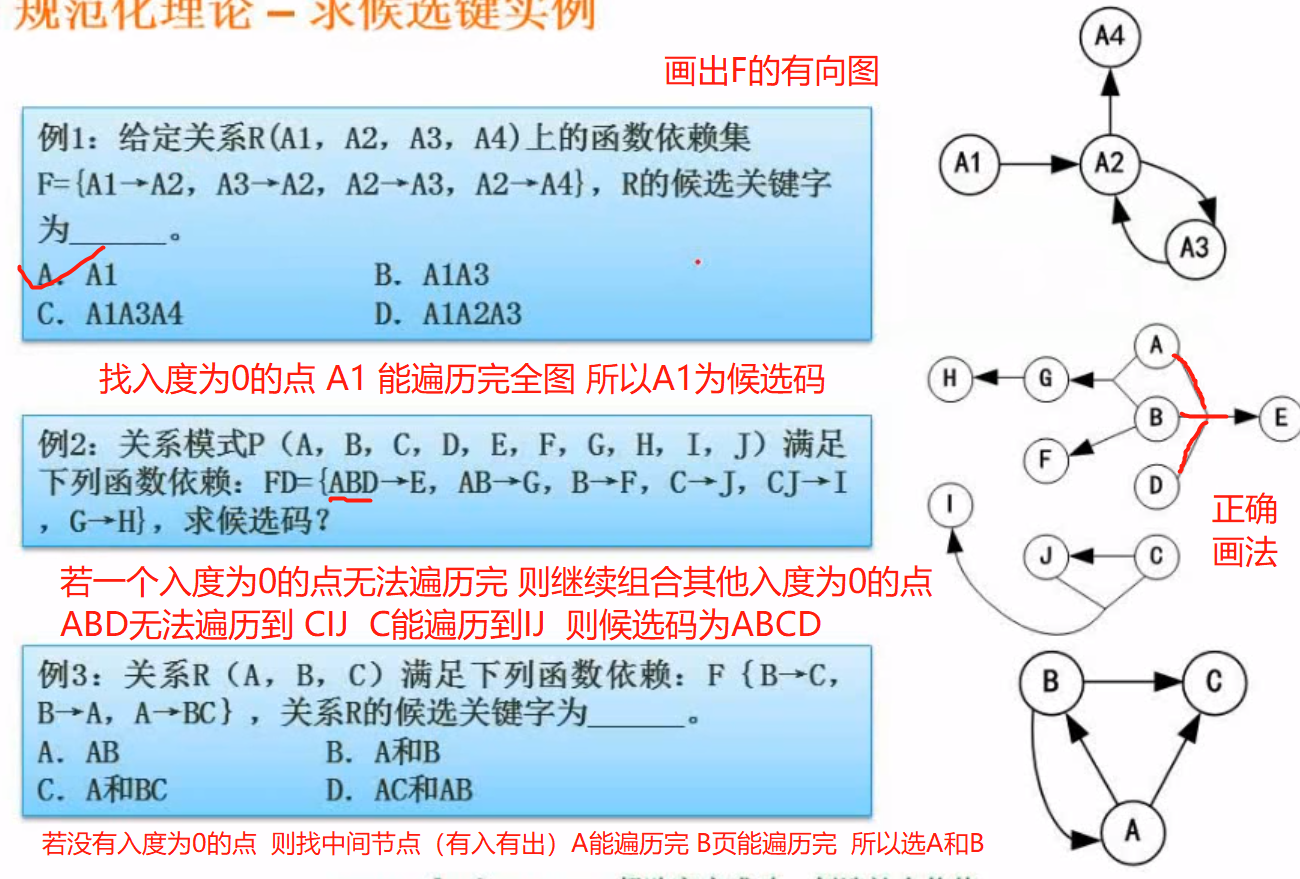 规范化理论 – 求候选键实例
画出F的有向图
例1：给定关系R(A1，A2，A3，A4)上的函数依赖集
F={A1→A2，A3→A2，A2→A3，A2→A4}，R的候选关键字
为______。
A. A1 B. A1A3
C. A1A3A4 D. A1A2A3
A4
A1 A2
A3
找入度为0的点 A1 能遍历完全图 所以A1为候选码
例2：关系模式P（A，B，C，D，E，F，G，H，I，J）满足
下列函数依赖：FD={ABD→E，AB→G，B→F，C→J，CJ→I
，G→H}，求候选码？
A
H G
B E
F
D
I
J C
正确
画法
若一个入度为0的点无法遍历完 则继续组合其他入度为0的点
ABD无法遍历到 CIJ C能遍历到IJ 则候选码为ABCD
例3：关系R（A，B，C）满足下列函数依赖：F｛B→C，
B→A，A→BC｝，关系R的候选关键字为______。
A. AB B. A和B
C. A和BC D. AC和AB
B C
A
若没有入度为0的点 则找中间节点（有入有出）A能遍历完 B页能遍历完 所以选A和B